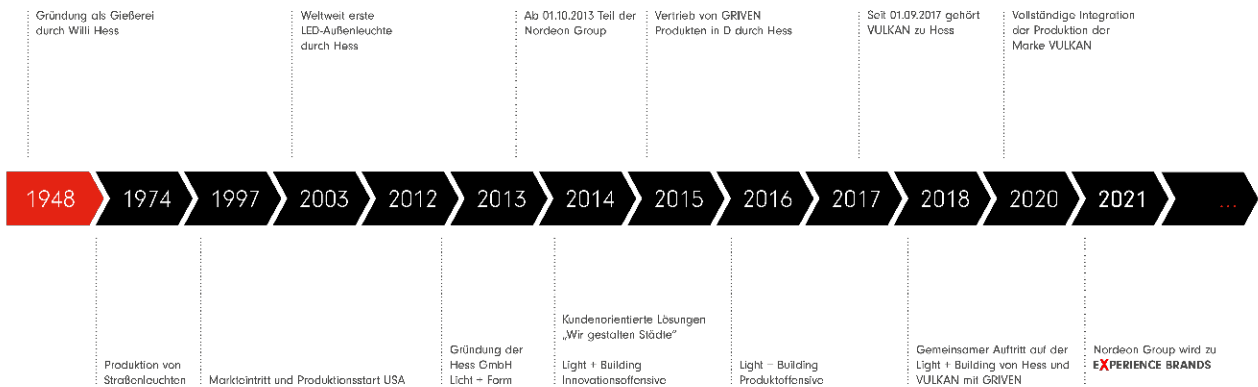 Gründung als Gießerei
durch Willi Hess
Weltweit erste
LED-Außenleuchte
durch Hess
Ab 01.10.2013 Teil der
Nordeon Group
Vertrieb von GRIVEN
Produkten in D durch Hess
Seit 01.09.2017 gehört
VULKAN zu Hess
Vollständige Integration
der Produktion der
Marke VULKAN
1948
1974
1997
2003
2012
2013
2014
2015
2016
2017
2018
2020
2021
...
Produktion von
Straßenleuchten
Markteintritt und Produktionsstart USA
Gründung der
Hess GmbH
Licht + Form
Kundenorientierte Lösungen
„Wir gestalten Städte“
Light + Building
Innovationsoffensive
Light – Building
Produktoffensive
Gemeinsamer Auftritt auf der
Light + Building von Hess und
VULKAN mit GRIVEN
Nordeon Group wird zu
EXPERIENCE BRANDS